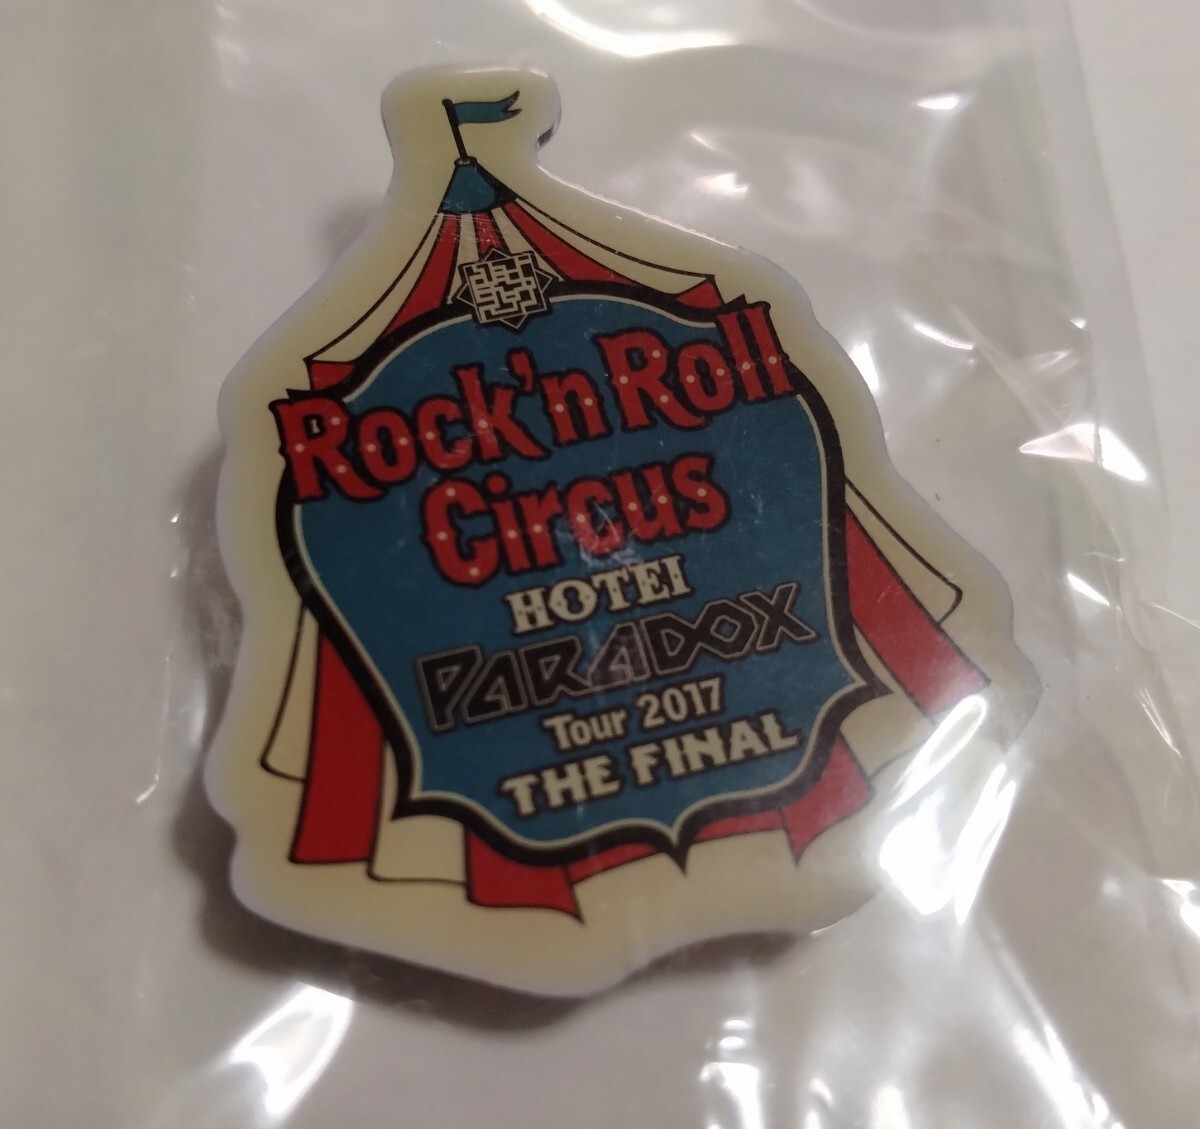 Rock'n Roll
Circus
HOTEI
PARADOX
Tour 2017
THE FINAL